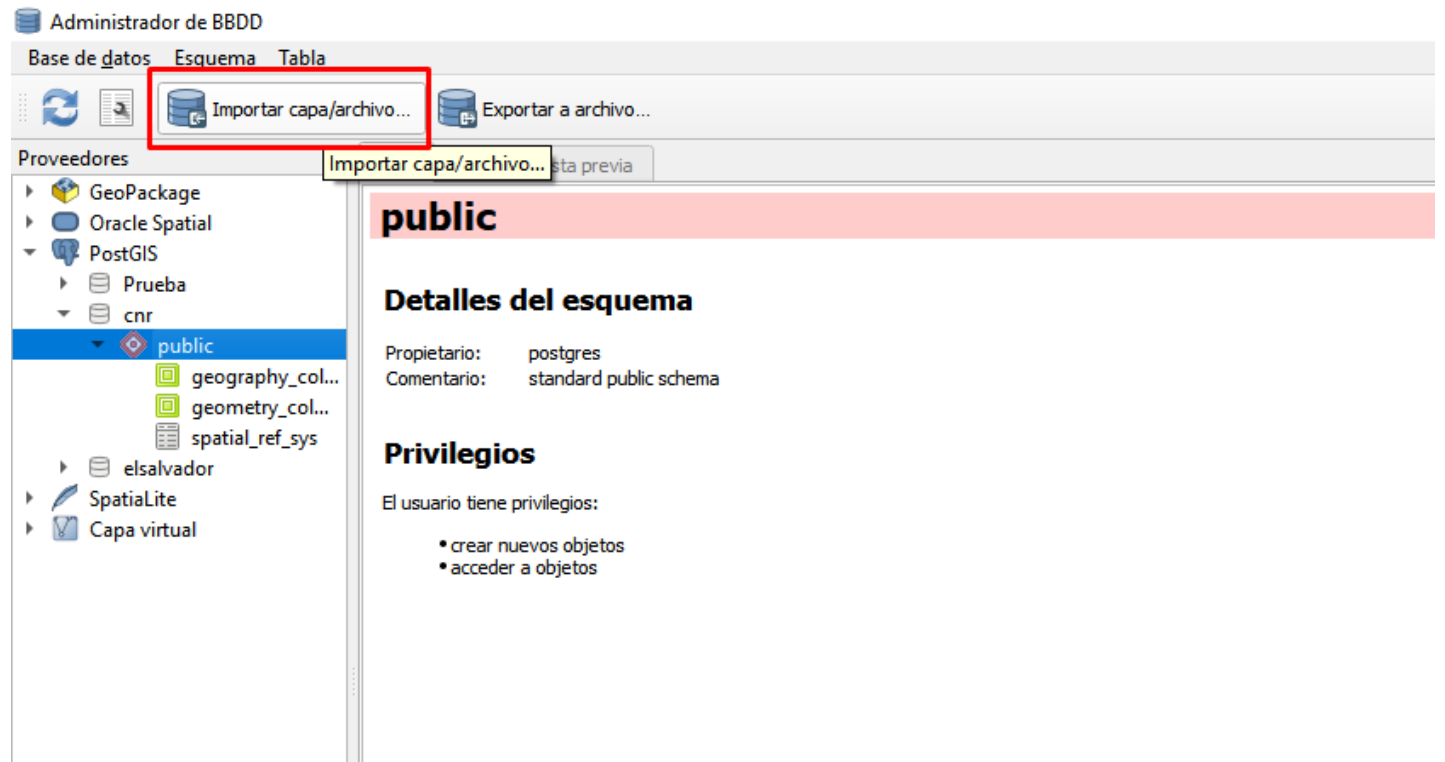 Administrador de BBDD
Base de datos Esquema Tabla
Importar capa/archivo... Exportar a archivo...
Proveedores
Importar capa/archivo... sta previa
GeoPackage
Oracle Spatial
PostGIS
Prueba
cnr
public
geography_col...
geometry_col...
spatial_ref_sys
elsalvador
SpatiaLite
Capa virtual
public
Detalles del esquema
Propietario: postgres
Comentario: standard public schema
Privilegios
El usuario tiene privilegios:
• crear nuevos objetos
• acceder a objetos